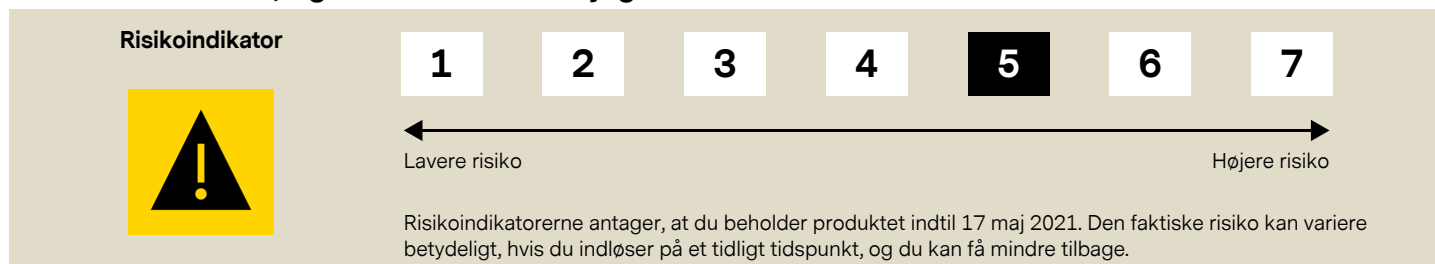 Risikoindikator
1 2 3 4 5 6 7
Lavere risiko Højere risiko
Risikoindikatorerne antager, at du beholder produktet indtil 17 maj 2021. Den faktiske risiko kan variere
betydeligt, hvis du indløser på et tidligt tidspunkt, og du kan få mindre tilbage.